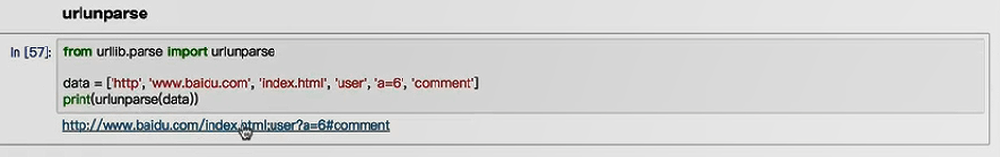 urlunparse
In [57]: from urllib.parse import urlunparse
data = ['http', 'www.baidu.com', 'index.html', 'user', 'a=6', 'comment']
print(urlunparse(data))
http://www.baidu.com/index.html;user?a=6#comment